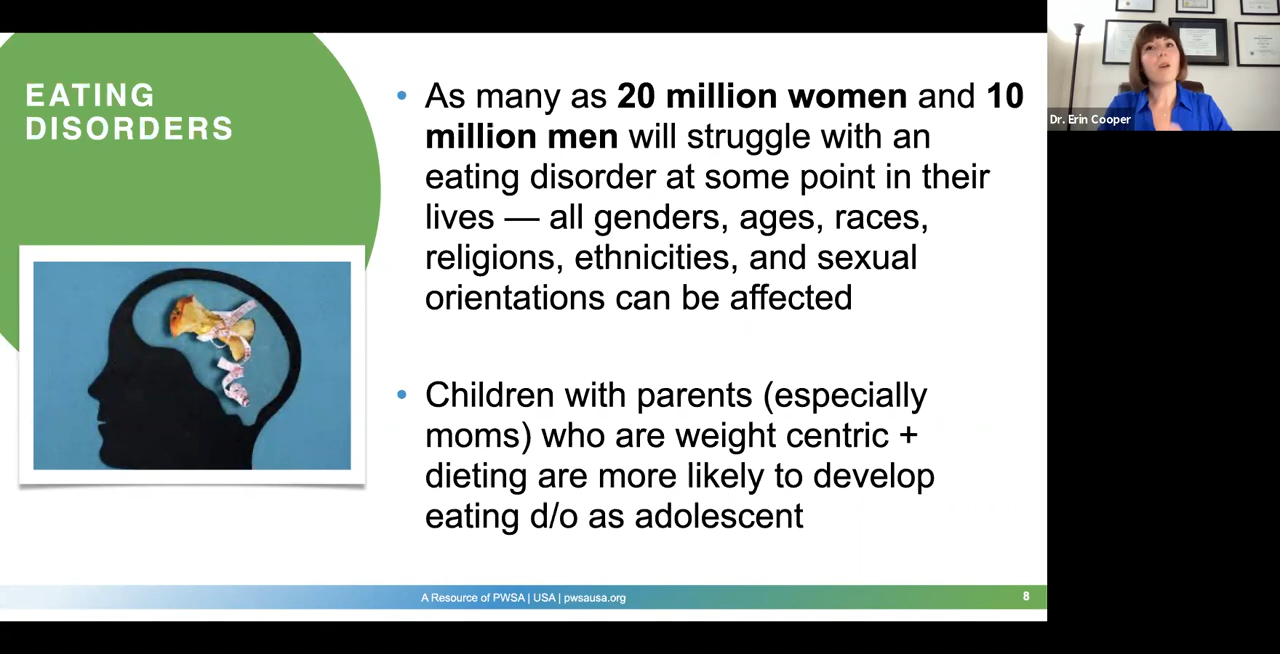 EATING
DISORDERS
• As many as 20 million women and 10
million men will struggle with an
eating disorder at some point in their
lives — all genders, ages, races,
religions, ethnicities, and sexual
orientations can be affected
• Children with parents (especially
moms) who are weight centric +
dieting are more likely to develop
eating d/o as adolescent
A Resource of PWSA | USA | pwsausa.org
8
Dr. Erin Cooper